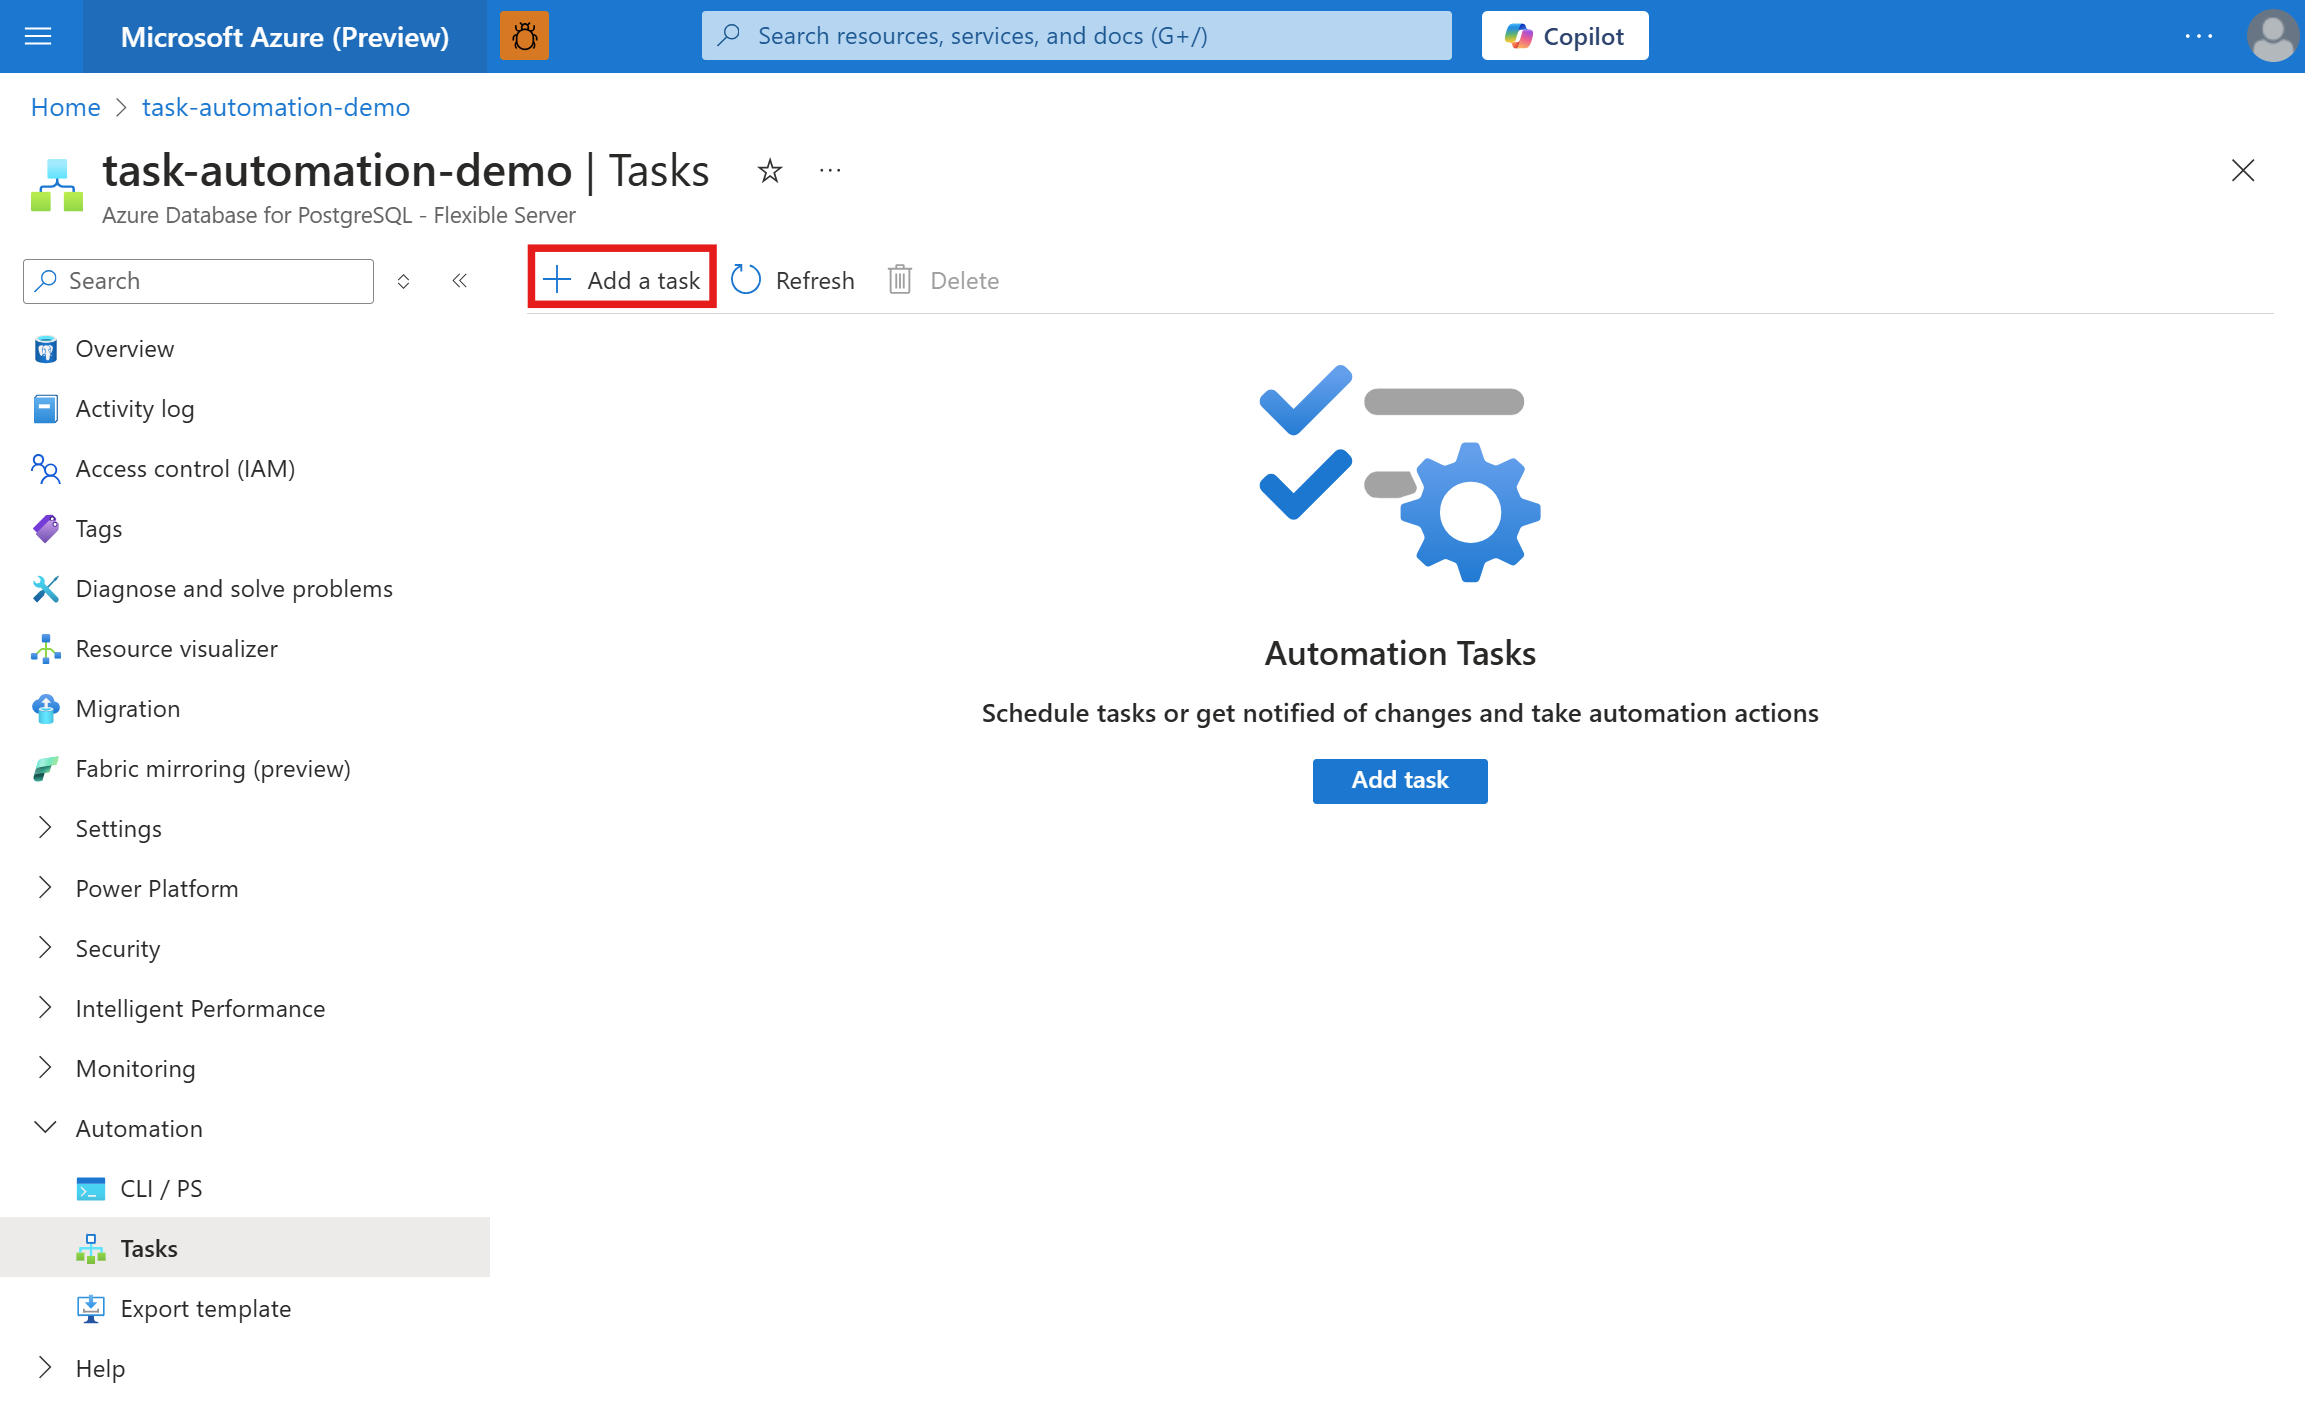 Microsoft Azure (Preview)
Search resources, services, and docs (G+/)
Copilot
Home > task-automation-demo
task-automation-demo | Tasks
Azure Database for PostgreSQL - Flexible Server
Search
Add a task
Refresh
Delete
Overview
Activity log
Access control (IAM)
Tags
Diagnose and solve problems
Resource visualizer
Migration
Fabric mirroring (preview)
Settings
Power Platform
Security
Intelligent Performance
Monitoring
Automation
CLI / PS
Tasks
Export template
Help
Automation Tasks
Schedule tasks or get notified of changes and take automation actions
Add task